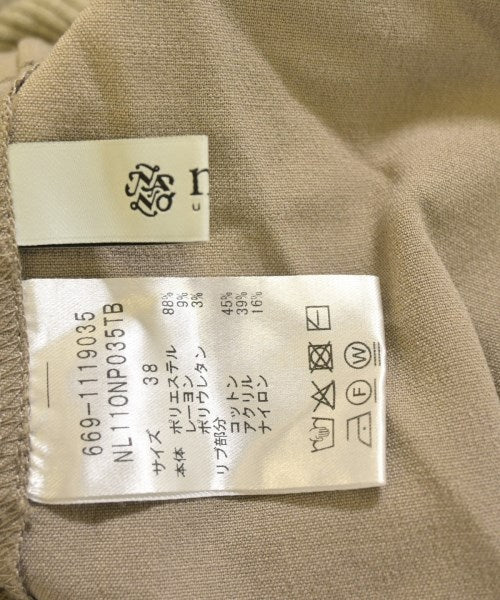 n
669-1119035
NL110NP035TB
サイズ 38
本体 ポリエステル 88%
レーヨン 9%
ポリウレタン 3%
リブ部分
コットン 45%
アクリル 39%
ナイロン 16%
W
F